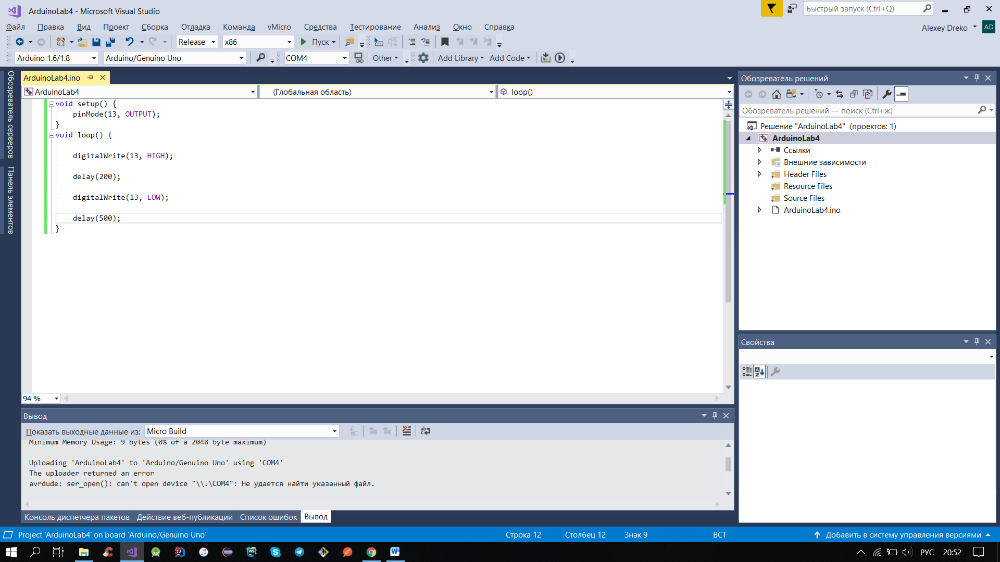 ArduinoLab4 - Microsoft Visual Studio
Быстрый запуск (Ctrl+Q)
Файл Правка Вид Проект Сборка Отладка Команда vMicro Средства Тестирование Анализ Окно Справка
Alexey Dreko AD
Release x86 Пуск
Arduino 1.6/1.8 Arduino/Genuino Uno COM4 Other Add Library Add Code
Обозреватель серверов
Панель элементов
ArduinoLab4.ino
ArduinoLab4 (Глобальная область) loop()
void setup() {
pinMode(13, OUTPUT);
}
void loop() {
digitalWrite(13, HIGH);
delay(200);
digitalWrite(13, LOW);
delay(500);
}
94 %
Обозреватель решений
Обозреватель решений — поиск (Ctrl+ж)
Решение "ArduinoLab4" (проектов: 1)
ArduinoLab4
Ссылки
Внешние зависимости
Header Files
Resource Files
Source Files
ArduinoLab4.ino
Свойства
Вывод
Показать выходные данные из: Micro Build
Minimum Memory Usage: 9 bytes (0% of a 2048 byte maximum)
Uploading 'ArduinoLab4' to 'Arduino/Genuino Uno' using 'COM4'
The uploader returned an error
avrdude: ser_open(): can't open device "\\.\COM4": Не удается найти указанный файл.
Консоль диспетчера пакетов Действие веб-публикации Список ошибок Вывод
Project 'ArduinoLab4' on board 'Arduino/Genuino Uno' Строка 12 Столбец 12 Знак 9 ВСТ Добавить в систему управления версиями
РУС 20:52